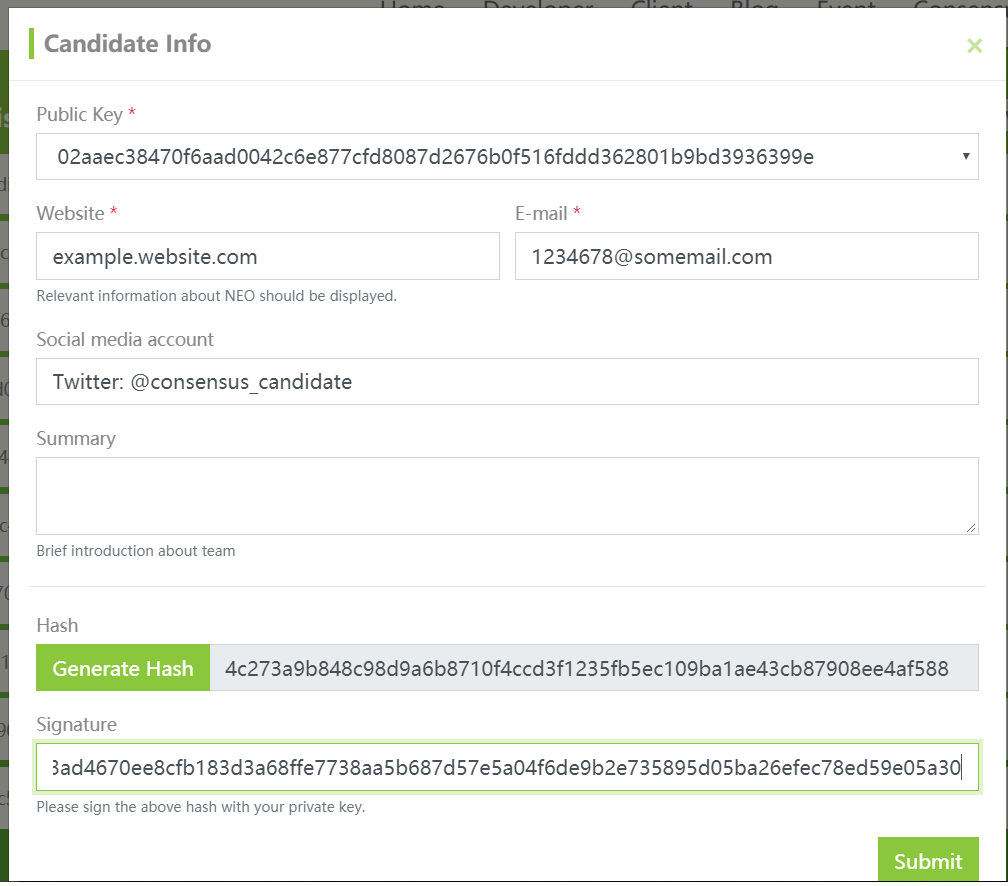 Candidate Info
×
Public Key *
02aaec38470f6aad0042c6e877cfd8087d2676b0f516fddd362801b9bd3936399e
Website *
E-mail *
example.website.com
1234678@somemail.com
Relevant information about NEO should be displayed.
Social media account
Twitter: @consensus_candidate
Summary
Brief introduction about team
Hash
Generate Hash
4c273a9b848c98d9a6b8710f4ccd3f1235fb5ec109ba1ae43cb87908ee4af588
Signature
3ad4670ee8cfb183d3a68ffe7738aa5b687d57e5a04f6de9b2e735895d05ba26efec78ed59e05a30
Please sign the above hash with your private key.
Submit